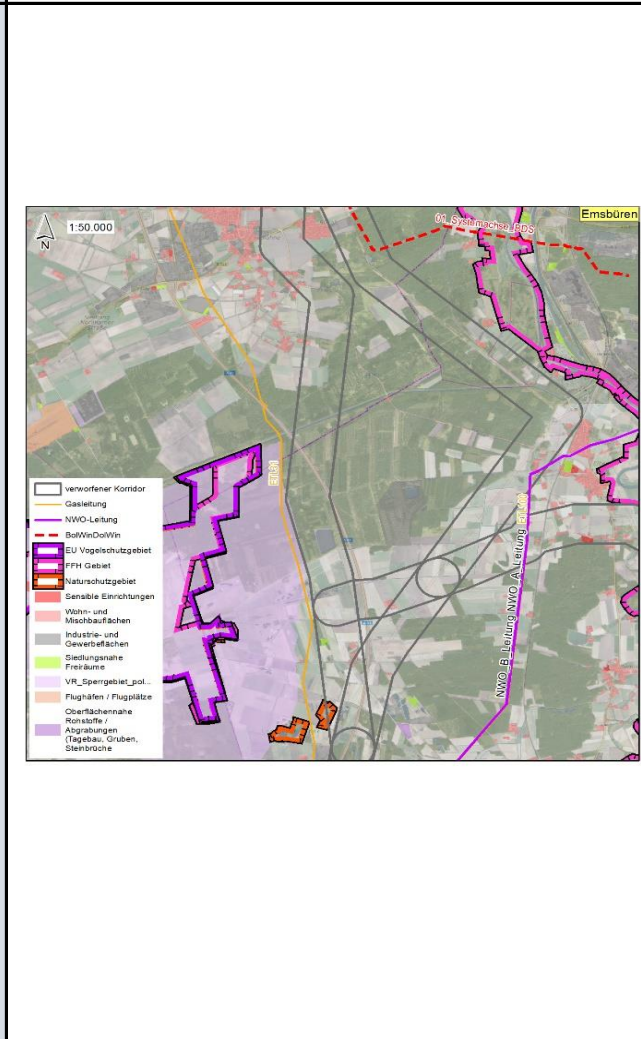 1:50.000
N
Emsbüren
01_Systemachse_PDS
verworfener Korridor
Gasleitung
NWO-Leitung
BolWinDolWin
EU Vogelschutzgebiet
FFH Gebiet
Naturschutzgebiet
Sensible Einrichtungen
Wohn- und
Mischbauflächen
Industrie- und
Gewerbeflächen
Siedlungsnahe
Freiräume
VR_Sperrgebiet_pol...
Flughäfen / Flugplätze
Oberflächennahe
Rohstoffe /
Abgrabungen
(Tagebau, Gruben,
Steinbrüche
NWO_B_Leitung NWO_A_Leitung